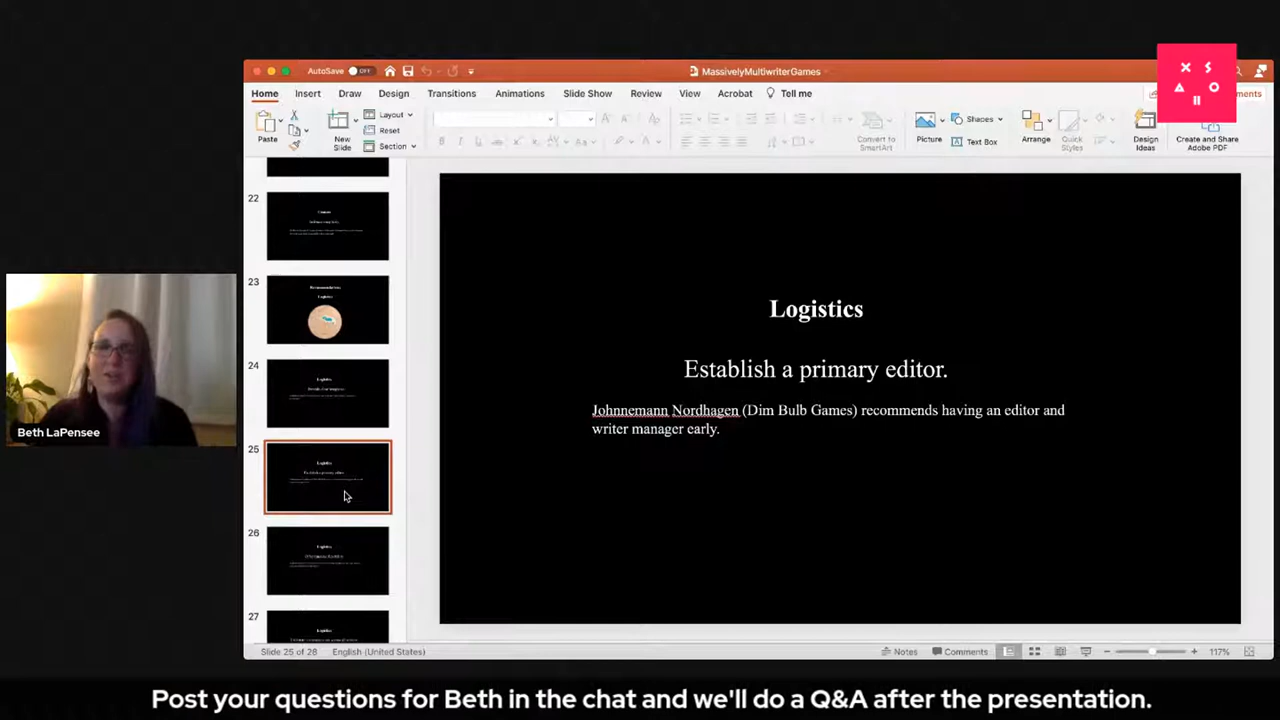 AutoSave
OFF
MassivelyMultiwriterGames
Home
Insert
Draw
Design
Transitions
Animations
Slide Show
Review
View
Acrobat
Tell me
Paste
New
Slide
Layout
Reset
Section
Convert to
SmartArt
Picture
Shapes
Text Box
Arrange
Quick
Styles
Design
Ideas
Create and Share
Adobe PDF
22
23
24
25
26
27
Logistics
Establish a primary editor.
Johnnemann Nordhagen (Dim Bulb Games) recommends having an editor and
writer manager early.
Beth LaPensee
Slide 25 of 28
English (United States)
Notes
Comments
117%
Post your questions for Beth in the chat and we'll do a Q&A after the presentation.